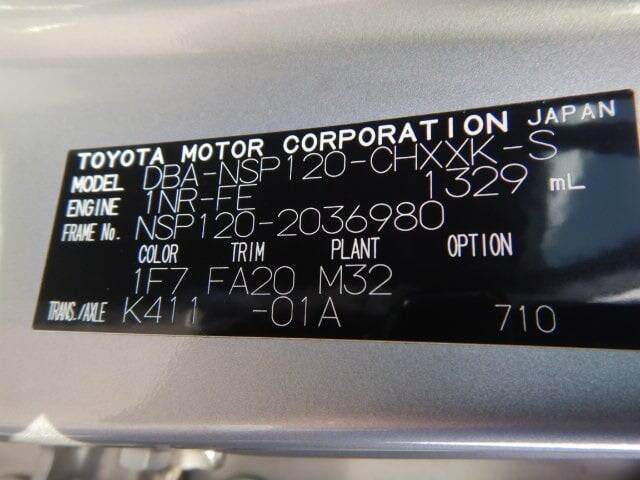 TOYOTA MOTOR CORPORATION JAPAN
MODEL DBA-NSP120-CHXXK-S
ENGINE 1NR-FE 1329 mL
FRAME No. NSP120-2036980
COLOR TRIM PLANT OPTION
1F7 FA20 M32
TRANS./AXLE K411 -01A 710